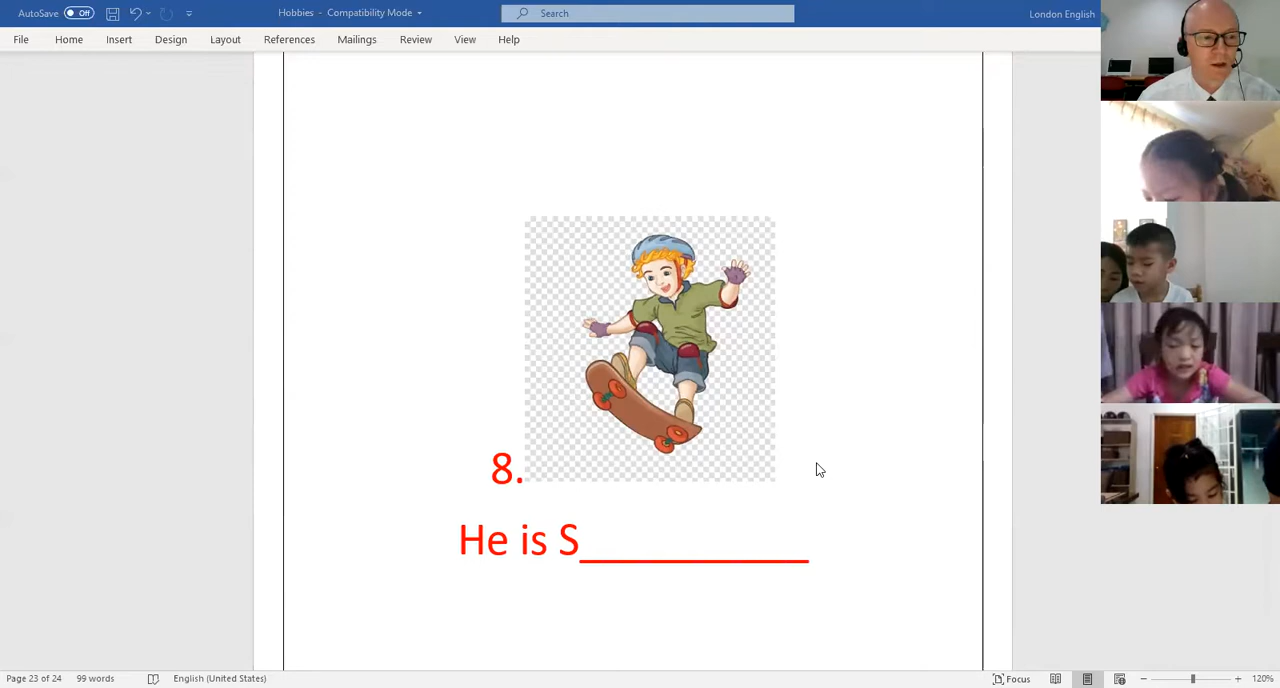 AutoSave Off Hobbies - Compatibility Mode Search London English
File Home Insert Design Layout References Mailings Review View Help
8.
He is S__________
Page 23 of 24 99 words English (United States) Focus 120%